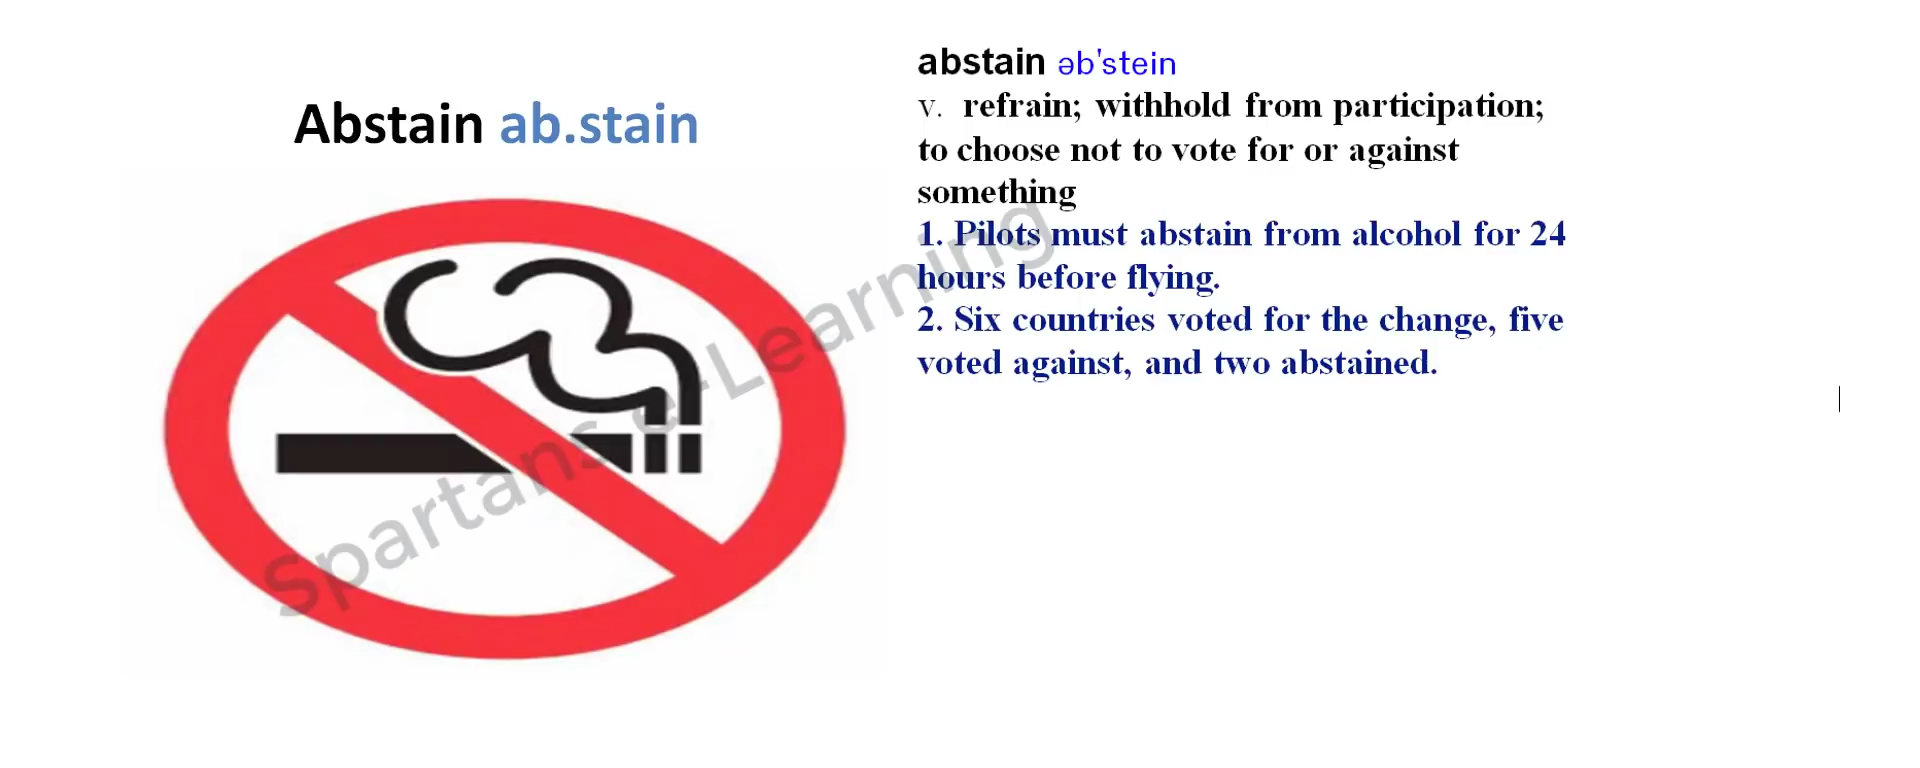 Abstain ab.stain
abstain əb'stein
v. refrain; withhold from participation;
to choose not to vote for or against
something
1. Pilots must abstain from alcohol for 24
hours before flying.
2. Six countries voted for the change, five
voted against, and two abstained.
Spartans e-Learning